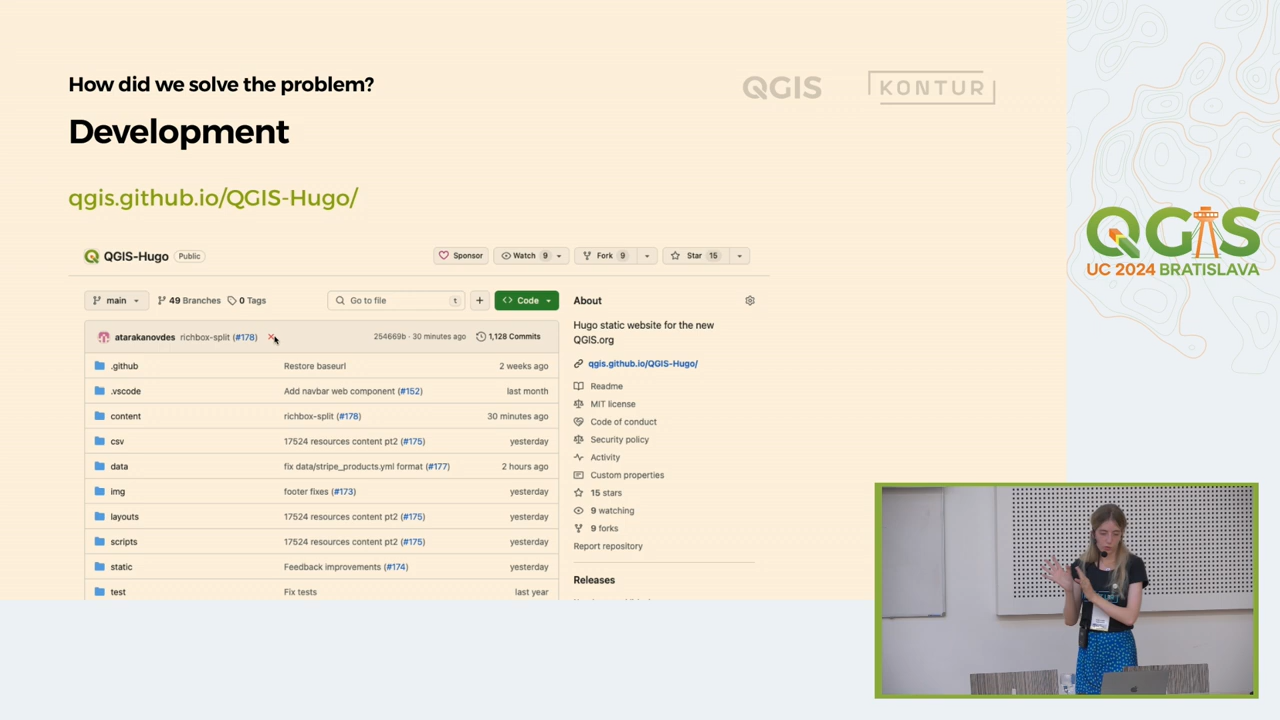 How did we solve the problem?
QGIS KONTUR
Development
qgis.github.io/QGIS-Hugo/
QGIS-Hugo Public
Sponsor Watch 9 Fork 9 Star 15
main 49 Branches 0 Tags Go to file t + Code
About
Hugo static website for the new
QGIS.org
atarakanovdes richbox-split (#178) 254669b · 30 minutes ago 1,128 Commits
qgis.github.io/QGIS-Hugo/
.github Restore baseurl 2 weeks ago
.vscode Add navbar web component (#152) last month
content richbox-split (#178) 30 minutes ago
csv 17524 resources content pt2 (#175) yesterday
data fix data/stripe_products.yml format (#177) 2 hours ago
img footer fixes (#173) yesterday
layouts 17524 resources content pt2 (#175) yesterday
scripts 17524 resources content pt2 (#175) yesterday
static Feedback improvements (#174) yesterday
test Fix tests last year
Readme
MIT license
Code of conduct
Security policy
Activity
Custom properties
15 stars
9 watching
9 forks
Report repository
Releases
QGIS
UC 2024 BRATISLAVA